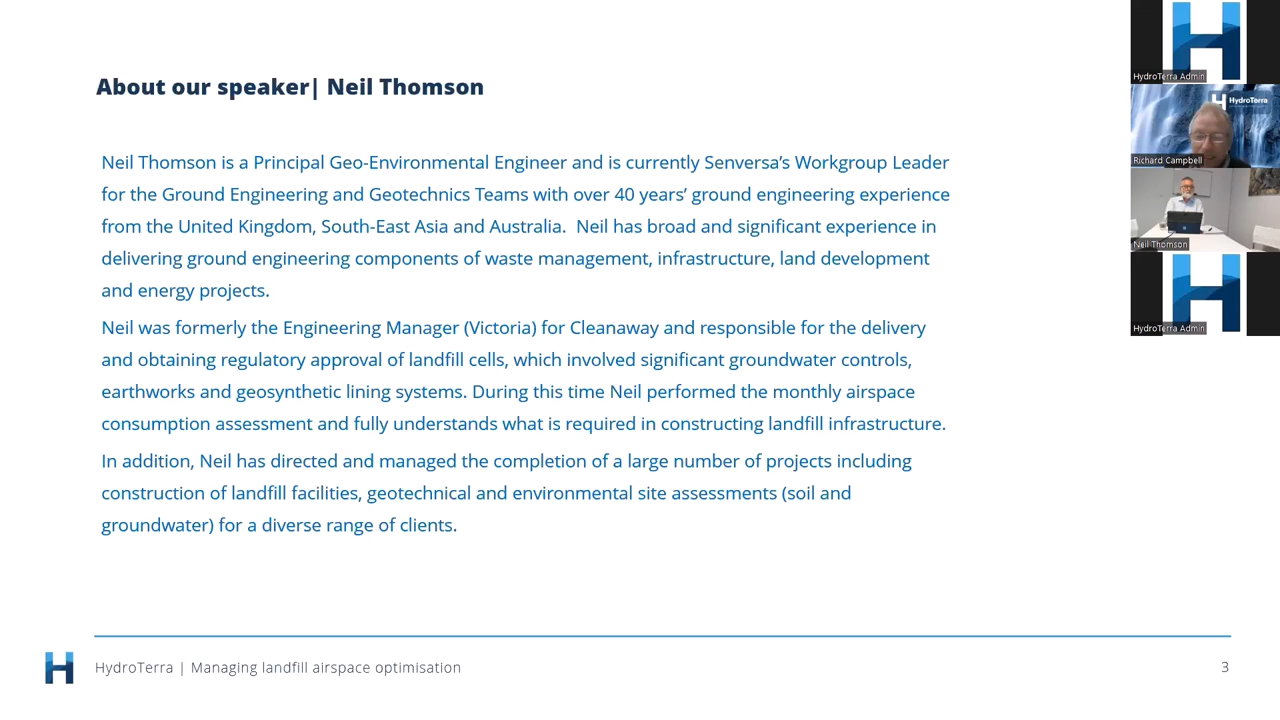 About our speaker| Neil Thomson
Neil Thomson is a Principal Geo-Environmental Engineer and is currently Senversa's Workgroup Leader
for the Ground Engineering and Geotechnics Teams with over 40 years' ground engineering experience
from the United Kingdom, South-East Asia and Australia.  Neil has broad and significant experience in
delivering ground engineering components of waste management, infrastructure, land development
and energy projects.
Neil was formerly the Engineering Manager (Victoria) for Cleanaway and responsible for the delivery
and obtaining regulatory approval of landfill cells, which involved significant groundwater controls,
earthworks and geosynthetic lining systems. During this time Neil performed the monthly airspace
consumption assessment and fully understands what is required in constructing landfill infrastructure.
In addition, Neil has directed and managed the completion of a large number of projects including
construction of landfill facilities, geotechnical and environmental site assessments (soil and
groundwater) for a diverse range of clients.
HydroTerra | Managing landfill airspace optimisation
3
HydroTerra Admin
HydroTerra
Richard Campbell
Neil Thomson
HydroTerra Admin